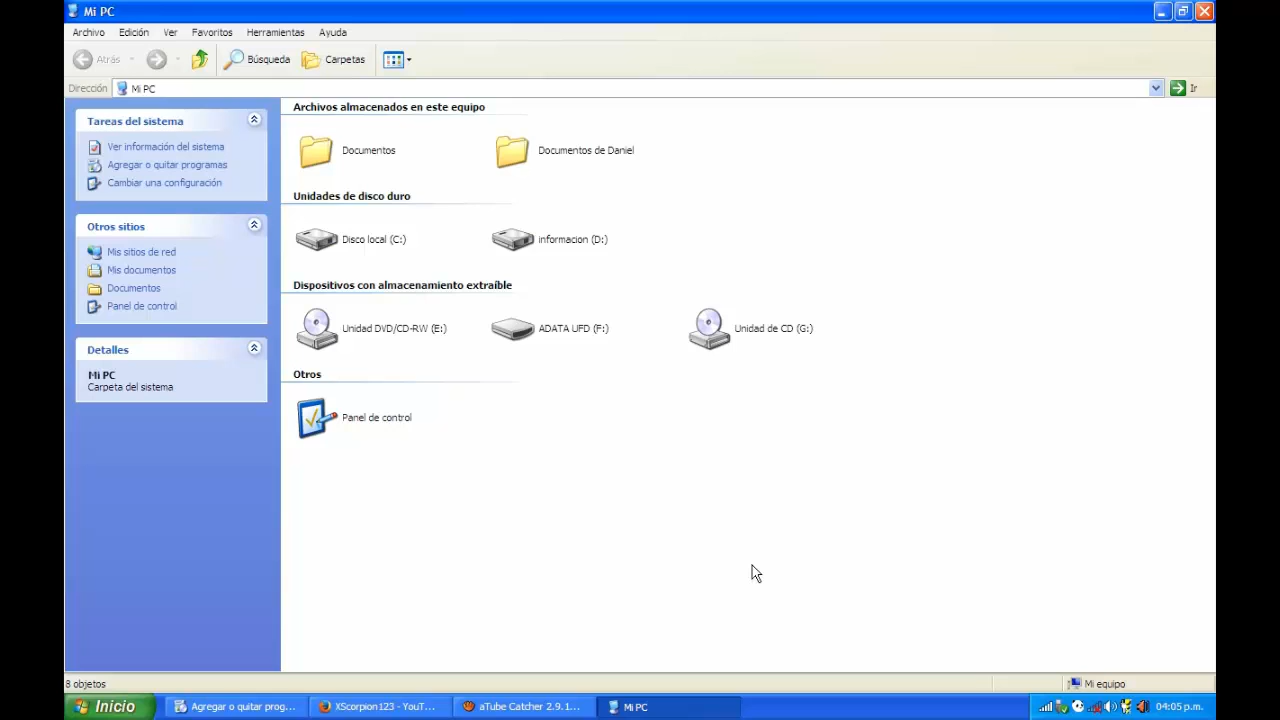 Mi PC
Archivo Edición Ver Favoritos Herramientas Ayuda
Atrás Búsqueda Carpetas
Dirección Mi PC Ir
Tareas del sistema
Ver información del sistema
Agregar o quitar programas
Cambiar una configuración
Otros sitios
Mis sitios de red
Mis documentos
Documentos
Panel de control
Detalles
Mi PC
Carpeta del sistema
Archivos almacenados en este equipo
Documentos Documentos de Daniel
Unidades de disco duro
Disco local (C:) informacion (D:)
Dispositivos con almacenamiento extraíble
Unidad DVD/CD-RW (E:) ADATA UFD (F:) Unidad de CD (G:)
Otros
Panel de control
8 objetos Mi equipo
Inicio Agregar o quitar prog... XScorpion123 - YouT... aTube Catcher 2.9.1... Mi PC 04:05 p.m.